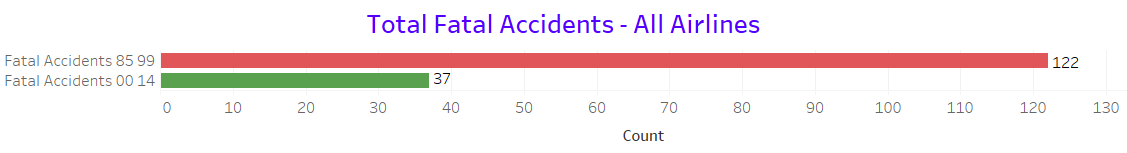 Total Fatal Accidents - All Airlines
Fatal Accidents 85 99
122
Fatal Accidents 00 14
37
0 10 20 30 40 50 60 70 80 90 100 110 120 130
Count